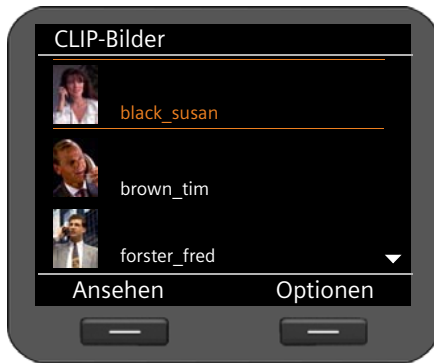 CLIP-Bilder
black_susan
brown_tim
forster_fred
Ansehen Optionen